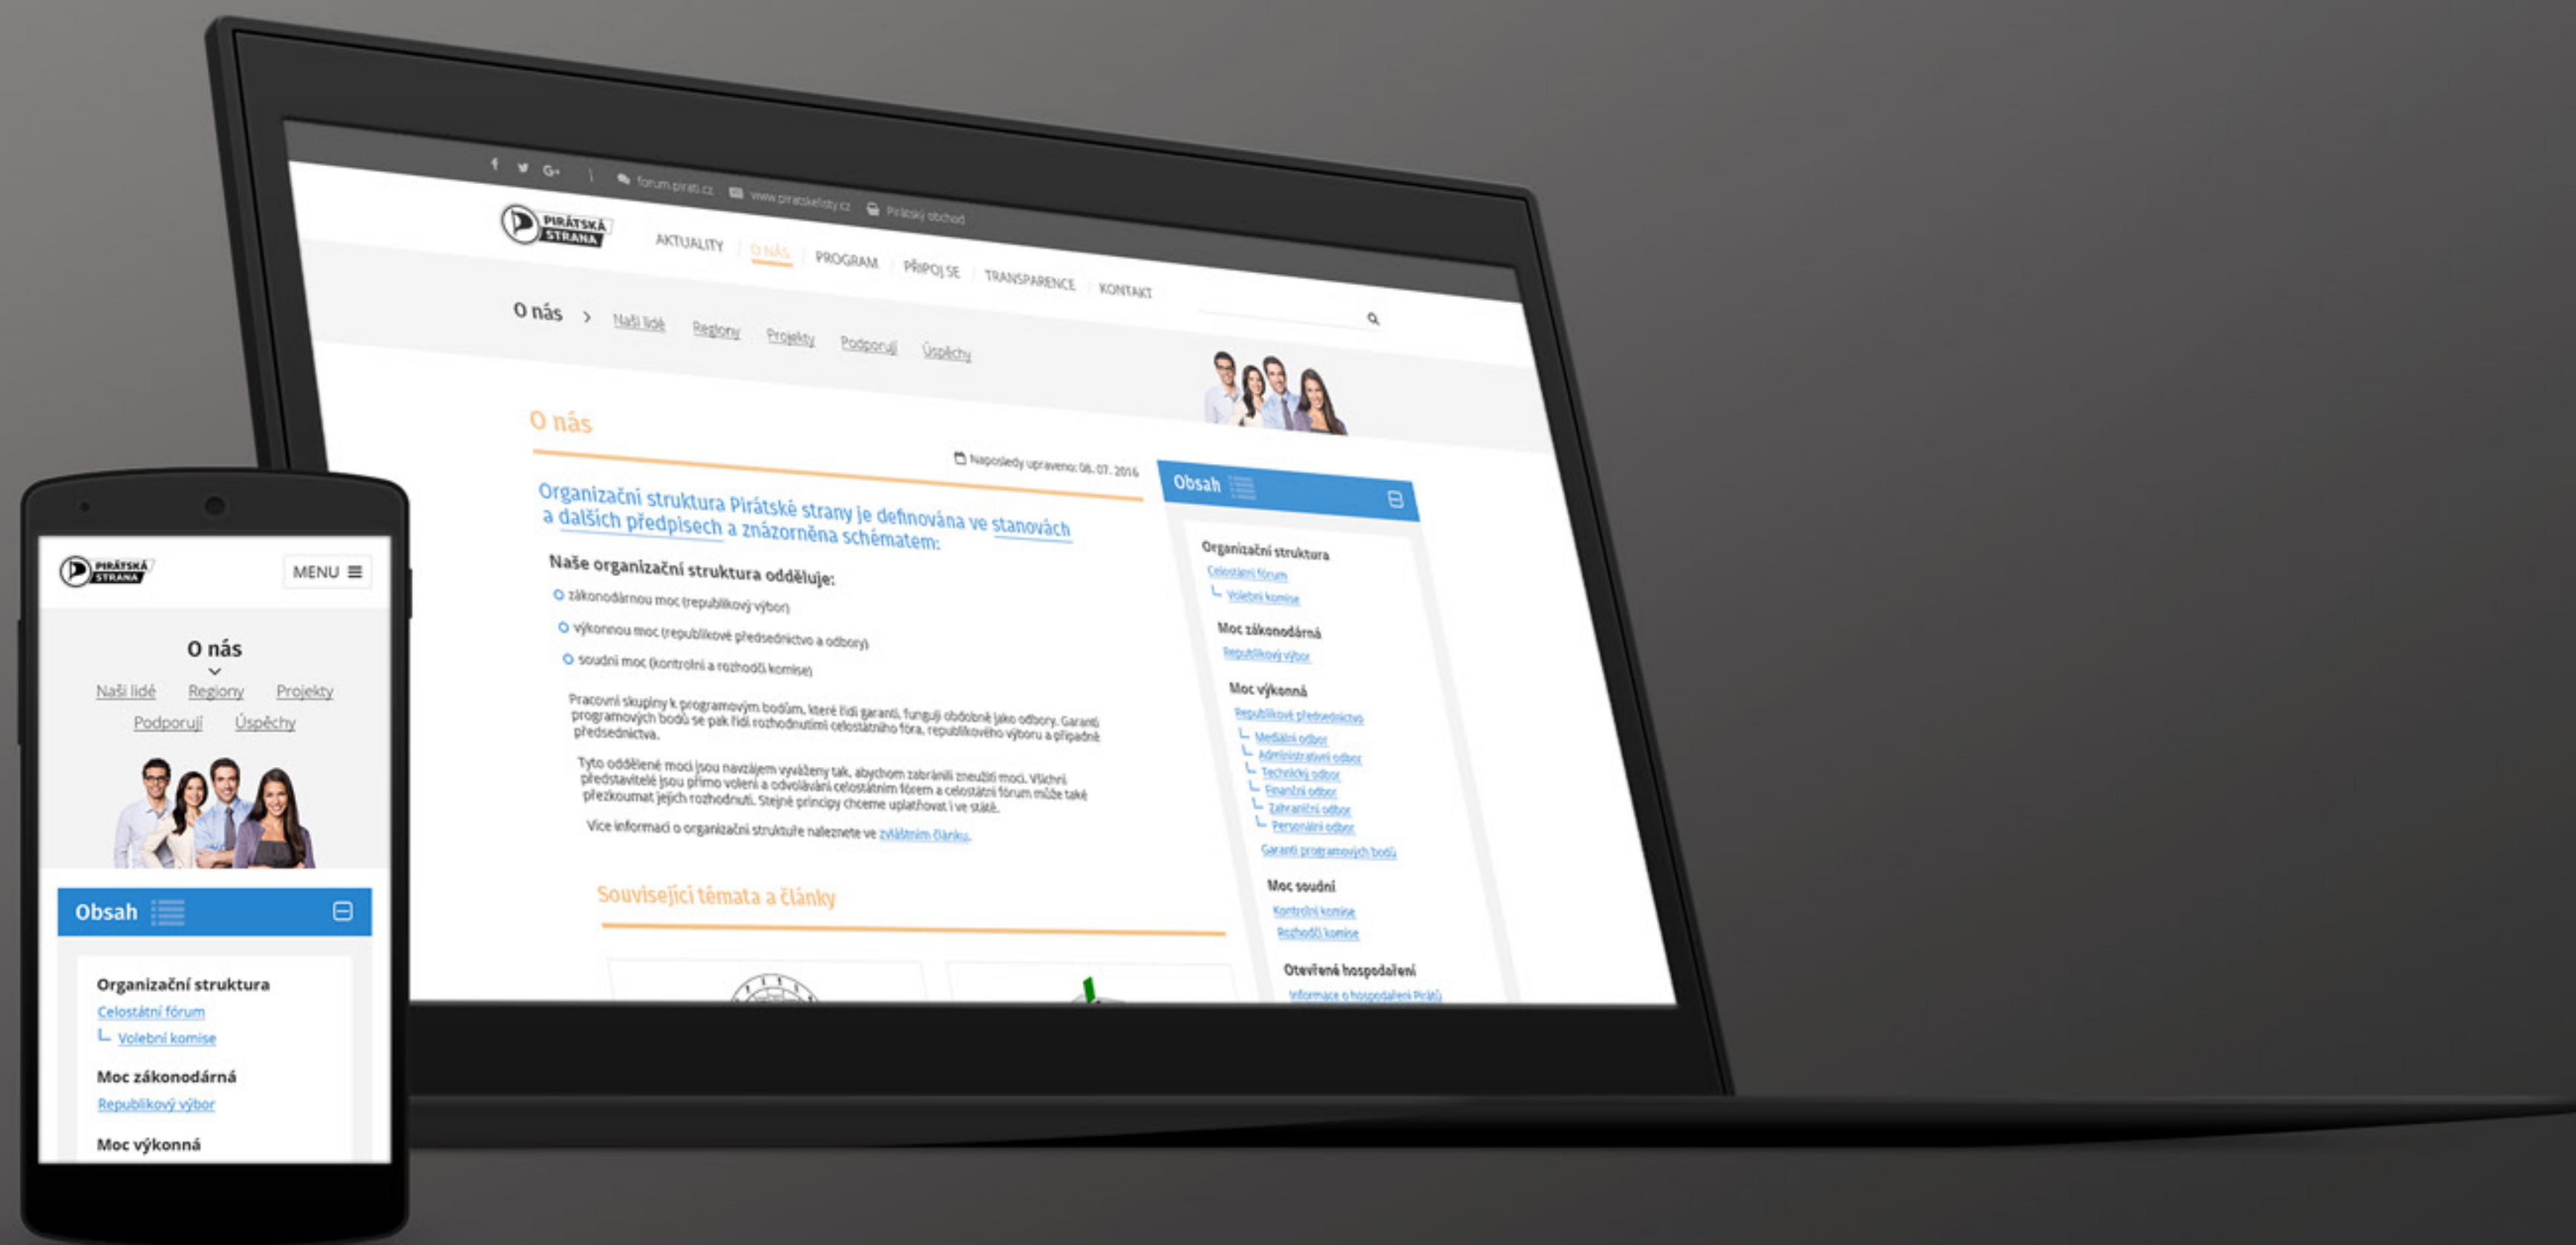 forum.pirati.cz www.piratskelisty.cz Pirátský obchod
PIRÁTSKÁ
STRANA
AKTUALITY O NÁS PROGRAM PŘIPOJ SE TRANSPARENCE KONTAKT
O nás > Naši lidé Regiony Projekty Podporují Úspěchy
O nás
Naposledy upraveno: 08. 07. 2016
Organizační struktura Pirátské strany je definována ve stanovách
a dalších předpisech a znázorněna schématem:
Naše organizační struktura odděluje:
zákonodárnou moc (republikový výbor)
výkonnou moc (republikové předsednictvo a odbory)
soudní moc (kontrolní a rozhodčí komise)
Pracovní skupiny k programovým bodům, které řídí garanti, fungují obdobně jako odbory. Garanti
programových bodů se pak řídí rozhodnutími celostátního fóra, republikového výboru a případně
předsednictva.
Tyto oddělené moci jsou navzájem vyváženy tak, abychom zabránili zneužití moci. Všichni
představitelé jsou přímo voleni a odvoláváni celostátním fórem a celostátní fórum může také
přezkoumat jejich rozhodnutí. Stejné principy chceme uplatňovat i ve státě.
Více informací o organizační struktuře naleznete ve zvláštním článku.
Související témata a články
Obsah
Organizační struktura
Celostátní fórum
Volební komise
Moc zákonodárná
Republikový výbor
Moc výkonná
Republikové předsednictvo
Mediální odbor
Administrativní odbor
Technický odbor
Finanční odbor
Zahraniční odbor
Personální odbor
Garanti programových bodů
Moc soudní
Kontrolní komise
Rozhodčí komise
Otevřené hospodaření
Informace o hospodaření Pirátů
PIRÁTSKÁ
STRANA
MENU
O nás
Naši lidé Regiony Projekty
Podporují Úspěchy
Obsah
Organizační struktura
Celostátní fórum
Volební komise
Moc zákonodárná
Republikový výbor
Moc výkonná